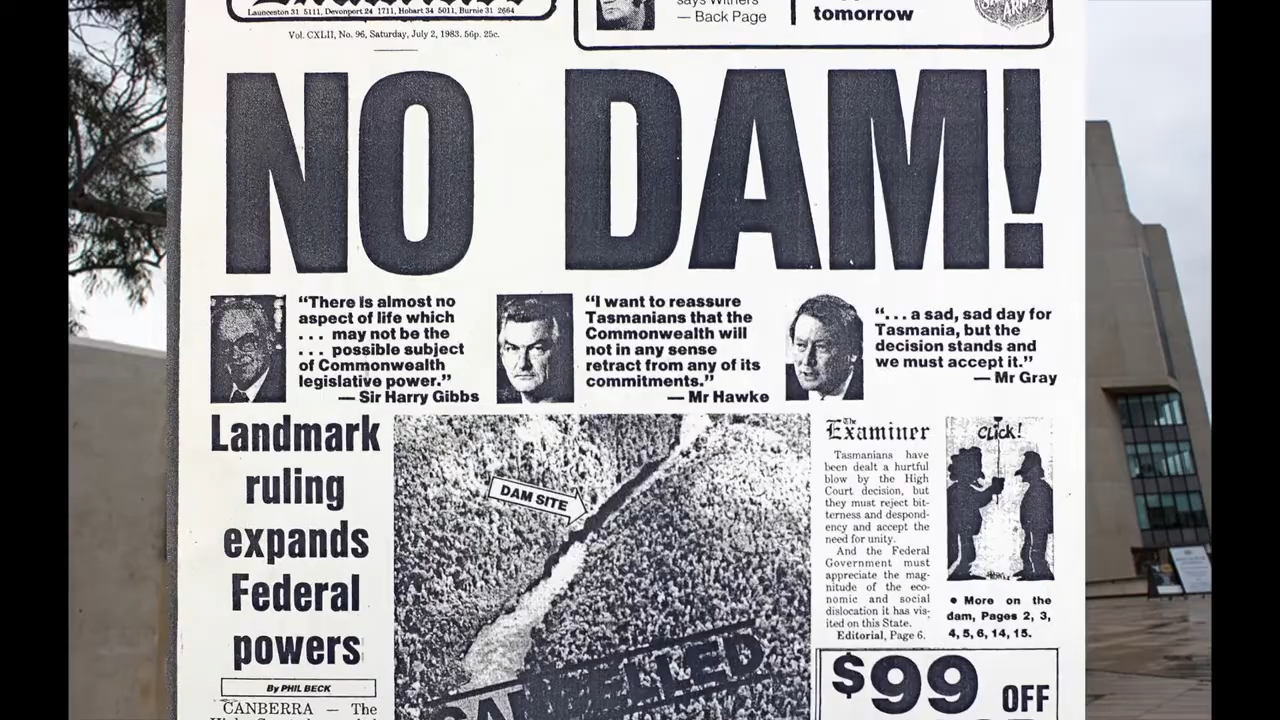 Launceston 31 5111, Devonport 24 1711, Hobart 34 5011, Burnie 31 2664
Vol. CXLII, No. 96, Saturday, July 2, 1983. 56p. 25c.
says Withers
— Back Page
tomorrow
NO DAM!
“There is almost no
aspect of life which
. . . may not be the
. . . possible subject
of Commonwealth
legislative power.”
— Sir Harry Gibbs
“I want to reassure
Tasmanians that the
Commonwealth will
not in any sense
retract from any of its
commitments.”
— Mr Hawke
“. . . a sad, sad day for
Tasmania, but the
decision stands and
we must accept it.”
— Mr Gray
Landmark
ruling
expands
Federal
powers
By PHIL BECK
CANBERRA — The
DAM SITE
CANCELLED
The
Examiner
Tasmanians have
been dealt a hurtful
blow by the High
Court decision, but
they must reject bit-
terness and despond-
ency and accept the
need for unity.
And the Federal
Government must
appreciate the mag-
nitude of the eco-
nomic and social
dislocation it has vis-
ited on this State.
Editorial, Page 6.
CLICK!
• More on the
dam, Pages 2, 3,
4, 5, 6, 14, 15.
$99 OFF